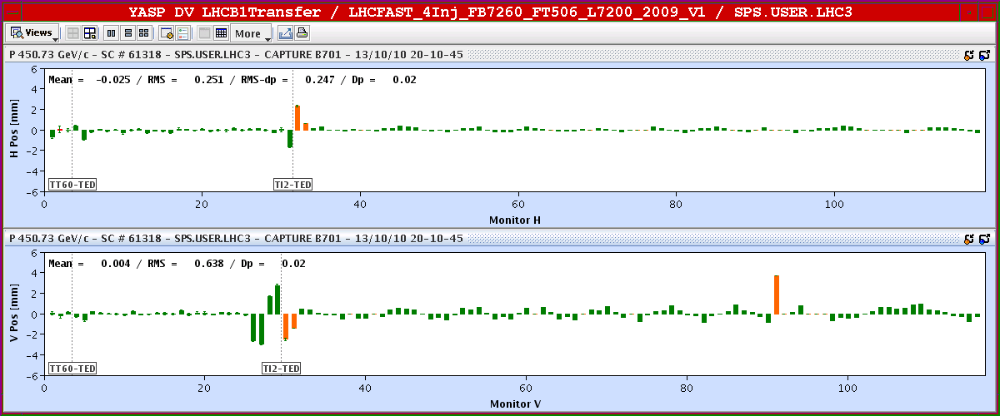 YASP DV LHCB1Transfer / LHCFAST_4Inj_FB7260_FT506_L7200_2009_V1 / SPS.USER.LHC3
Views More
P 450.73 GeV/c - SC # 61318 - SPS.USER.LHC3 - CAPTURE B701 - 13/10/10 20-10-45
Mean = -0.025 / RMS = 0.251 / RMS-dp = 0.247 / Dp = 0.02
H Pos [mm]
6
4
2
0
-2
-4
-6
TT60-TED TI2-TED
0 20 40 60 80 100
Monitor H
P 450.73 GeV/c - SC # 61318 - SPS.USER.LHC3 - CAPTURE B701 - 13/10/10 20-10-45
Mean = 0.004 / RMS = 0.638 / Dp = 0.02
V Pos [mm]
6
4
2
0
-2
-4
-6
TT60-TED TI2-TED
0 20 40 60 80 100
Monitor V